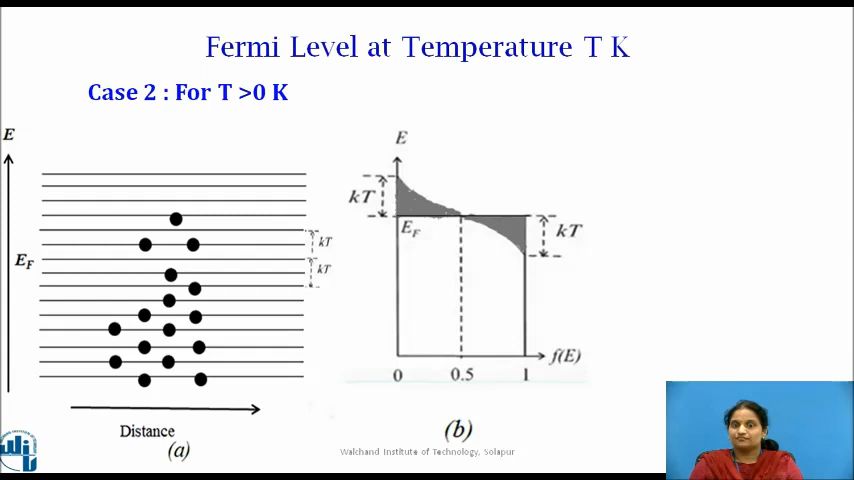 Fermi Level at Temperature T K
Case 2 : For T >0 K
E
E_F
kT
kT
Distance
(a)
E
kT
E_F
kT
f(E)
0 0.5 1
(b)
Walchand Institute of Technology, Solapur